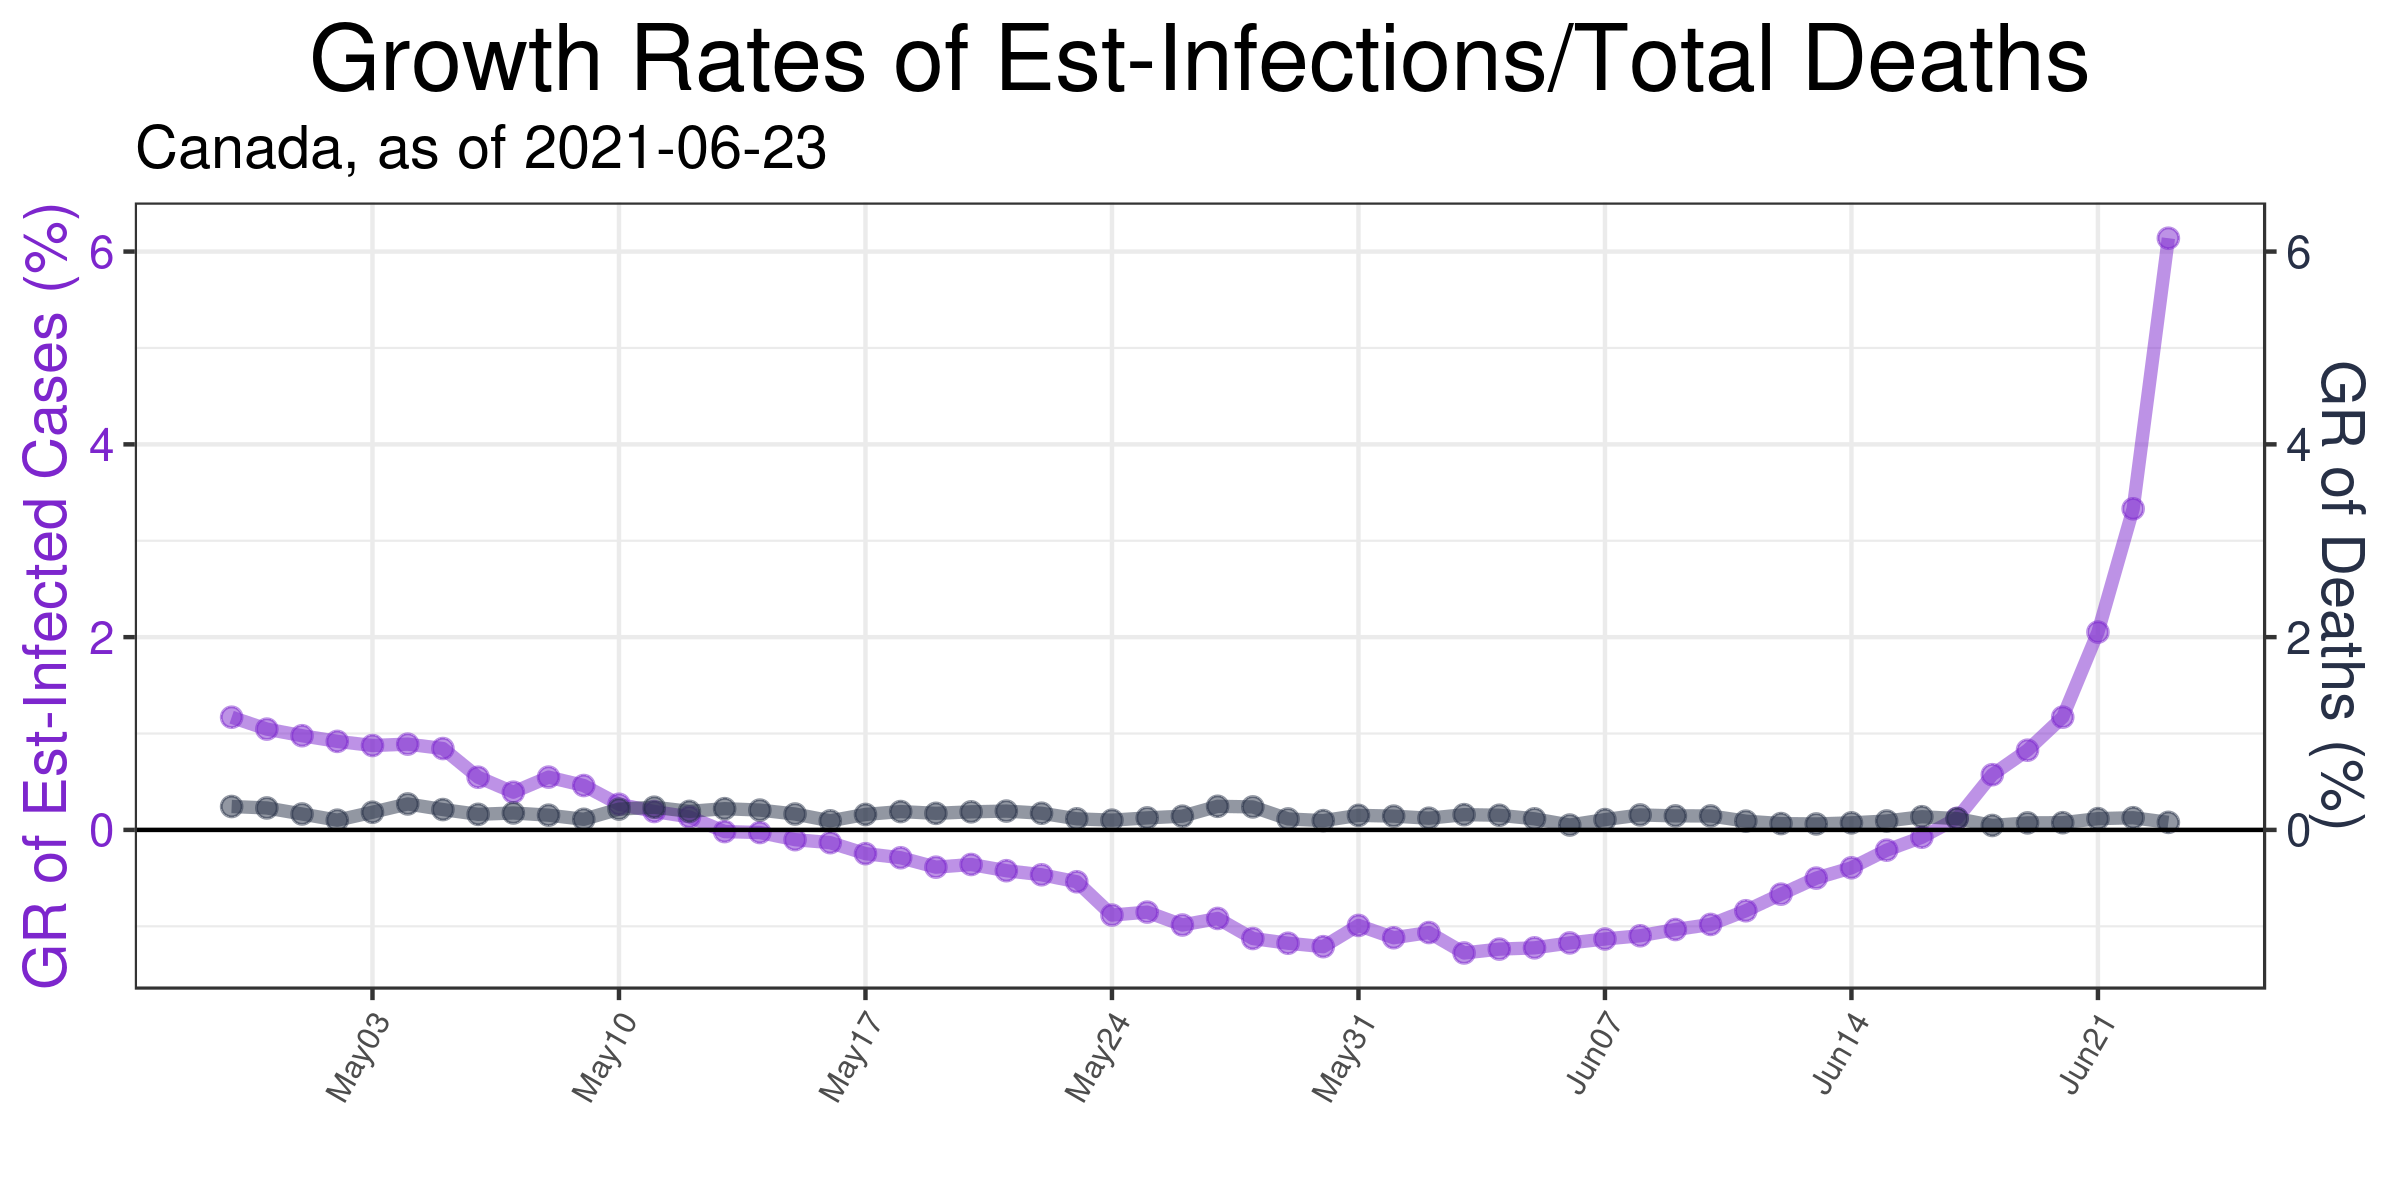 Growth Rates of Est-Infections/Total Deaths
Canada, as of 2021-06-23
GR of Est-Infected Cases (%)
6
4
2
0
6
4
2
0
GR of Deaths (%)
May03
May10
May17
May24
May31
Jun07
Jun14
Jun21